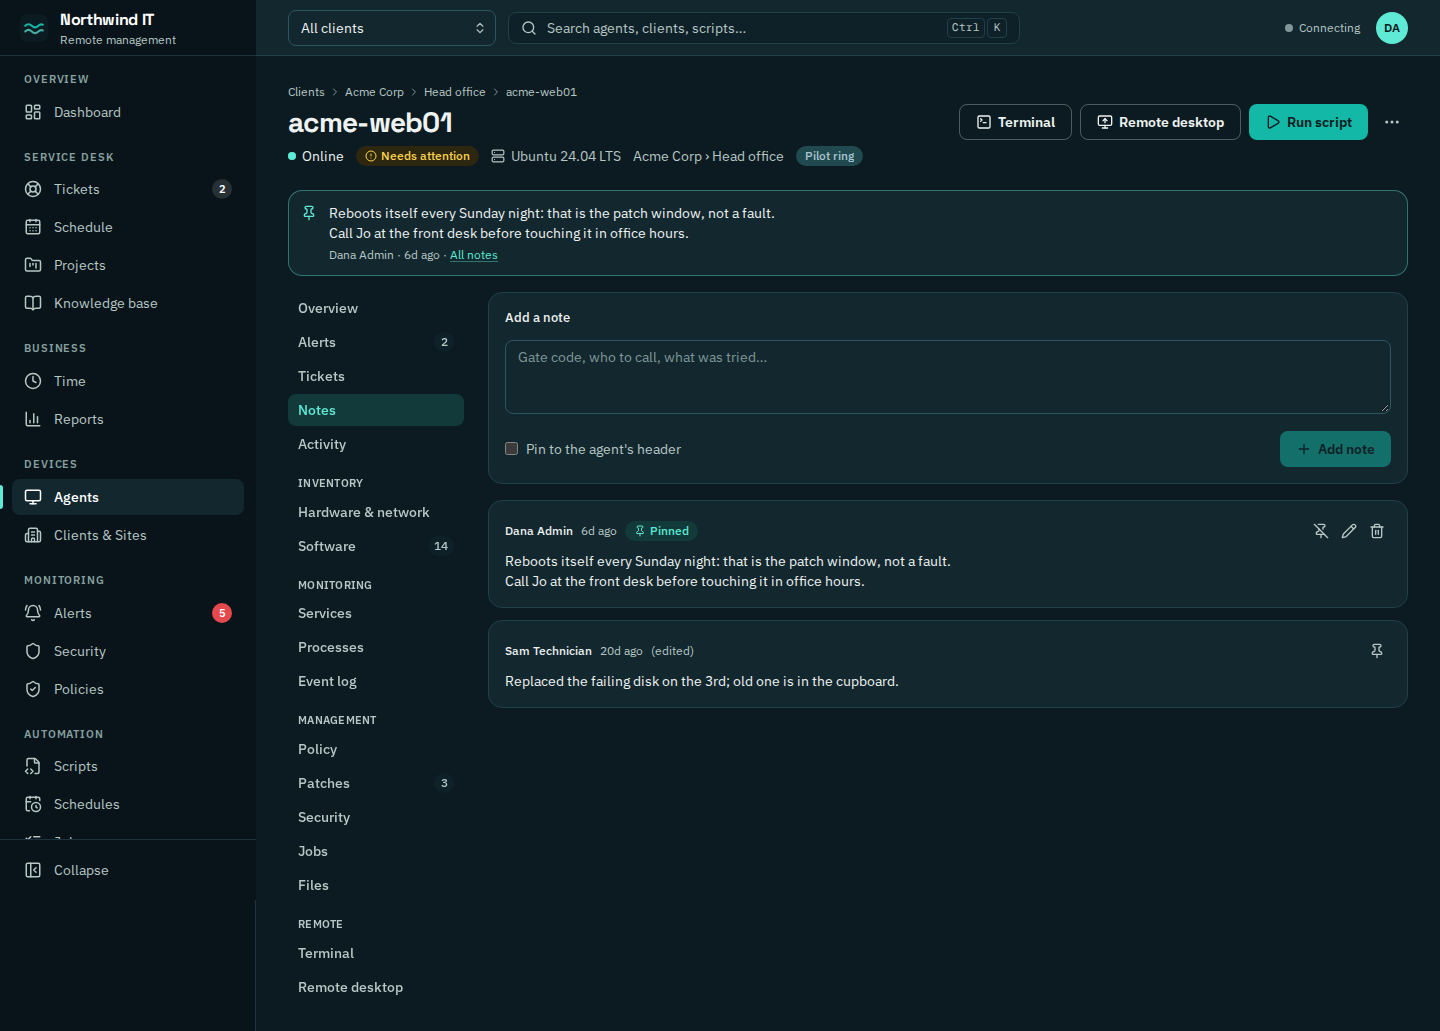 Northwind IT
Remote management
All clients
Search agents, clients, scripts...
Ctrl K
Connecting
DA
OVERVIEW
Dashboard
SERVICE DESK
Tickets 2
Schedule
Projects
Knowledge base
BUSINESS
Time
Reports
DEVICES
Agents
Clients & Sites
MONITORING
Alerts 5
Security
Policies
AUTOMATION
Scripts
Schedules
Collapse
Clients > Acme Corp > Head office > acme-web01
acme-web01
Terminal
Remote desktop
Run script
Online
Needs attention
Ubuntu 24.04 LTS
Acme Corp › Head office
Pilot ring
Reboots itself every Sunday night: that is the patch window, not a fault.
Call Jo at the front desk before touching it in office hours.
Dana Admin · 6d ago · All notes
Overview
Alerts 2
Tickets
Notes
Activity
INVENTORY
Hardware & network
Software 14
MONITORING
Services
Processes
Event log
MANAGEMENT
Policy
Patches 3
Security
Jobs
Files
REMOTE
Terminal
Remote desktop
Add a note
Gate code, who to call, what was tried...
Pin to the agent's header
Add note
Dana Admin 6d ago Pinned
Reboots itself every Sunday night: that is the patch window, not a fault.
Call Jo at the front desk before touching it in office hours.
Sam Technician 20d ago (edited)
Replaced the failing disk on the 3rd; old one is in the cupboard.